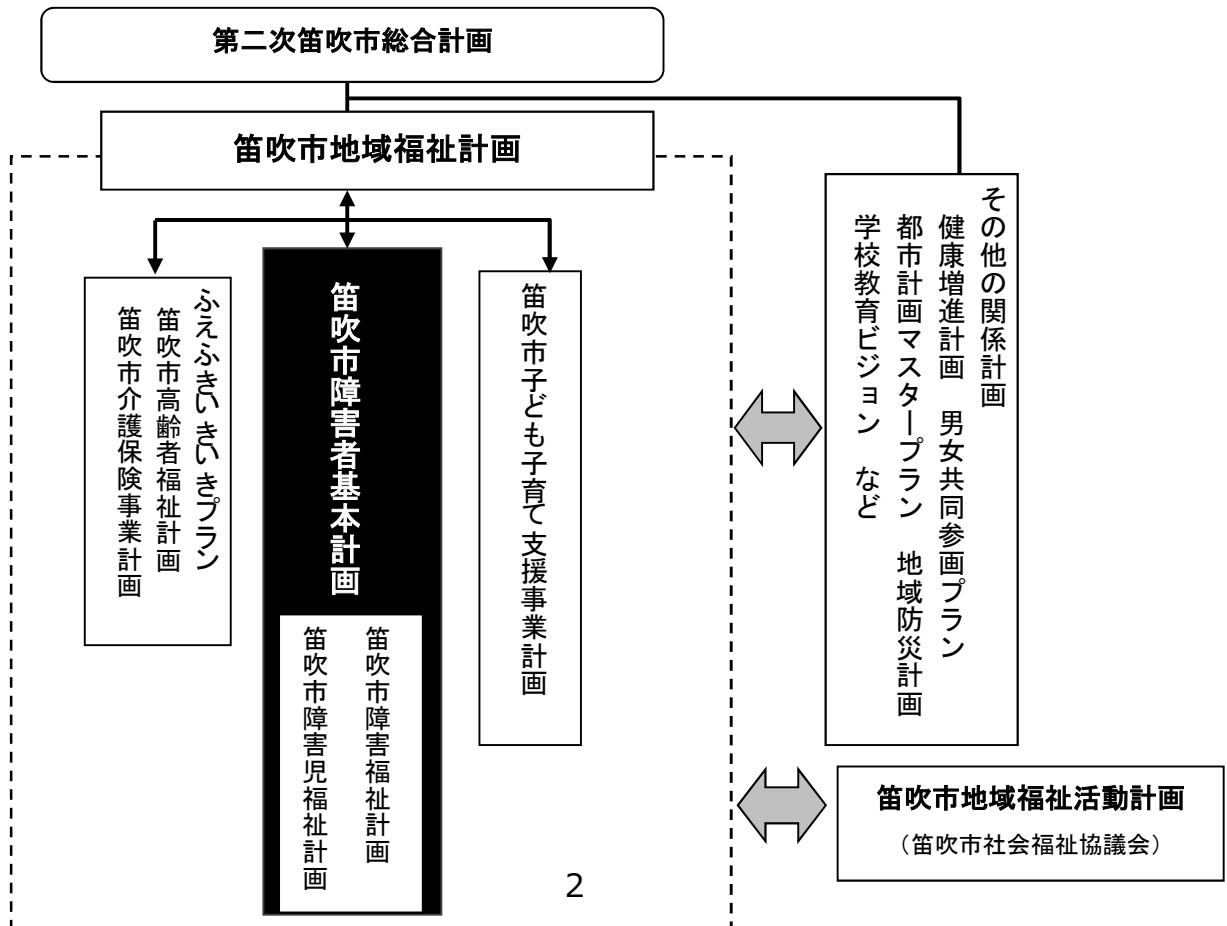 第二次笛吹市総合計画
笛吹市地域福祉計画
ふえふきいきいきプラン
笛吹市高齢者福祉計画
笛吹市介護保険事業計画
笛吹市障害者基本計画
笛吹市障害福祉計画
笛吹市障害児福祉計画
笛吹市子ども子育て支援事業計画
その他の関係計画
健康増進計画 男女共同参画プラン
都市計画マスタープラン 地域防災計画
学校教育ビジョン など
笛吹市地域福祉活動計画
（笛吹市社会福祉協議会）
2